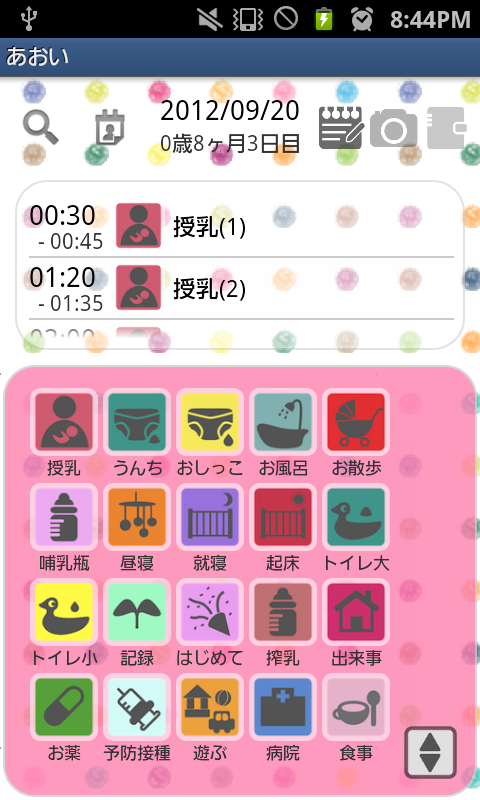 8:44PM
あおい
2012/09/20
0歳8ヶ月3日目
00:30
- 00:45
授乳(1)
01:20
- 01:35
授乳(2)
授乳 うんち おしっこ お風呂 お散歩
哺乳瓶 昼寝 就寝 起床 トイレ大
トイレ小 記録 はじめて 搾乳 出来事
お薬 予防接種 遊ぶ 病院 食事